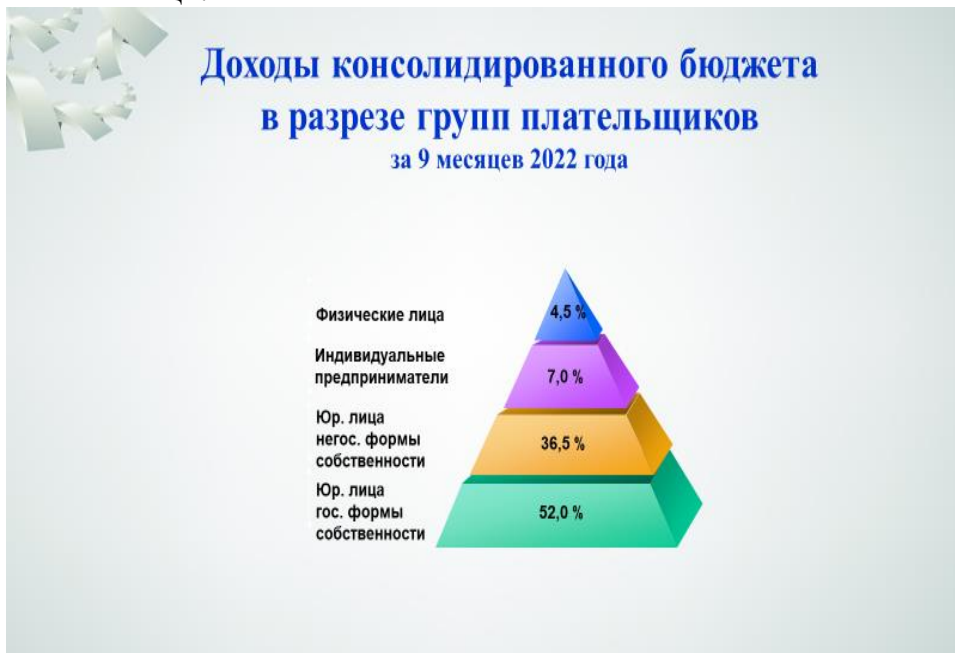 Доходы консолидированного бюджета
в разрезе групп плательщиков
за 9 месяцев 2022 года
Физические лица
4,5 %
Индивидуальные
предприниматели
7,0 %
Юр. лица
негос. формы
собственности
36,5 %
Юр. лица
гос. формы
собственности
52,0 %